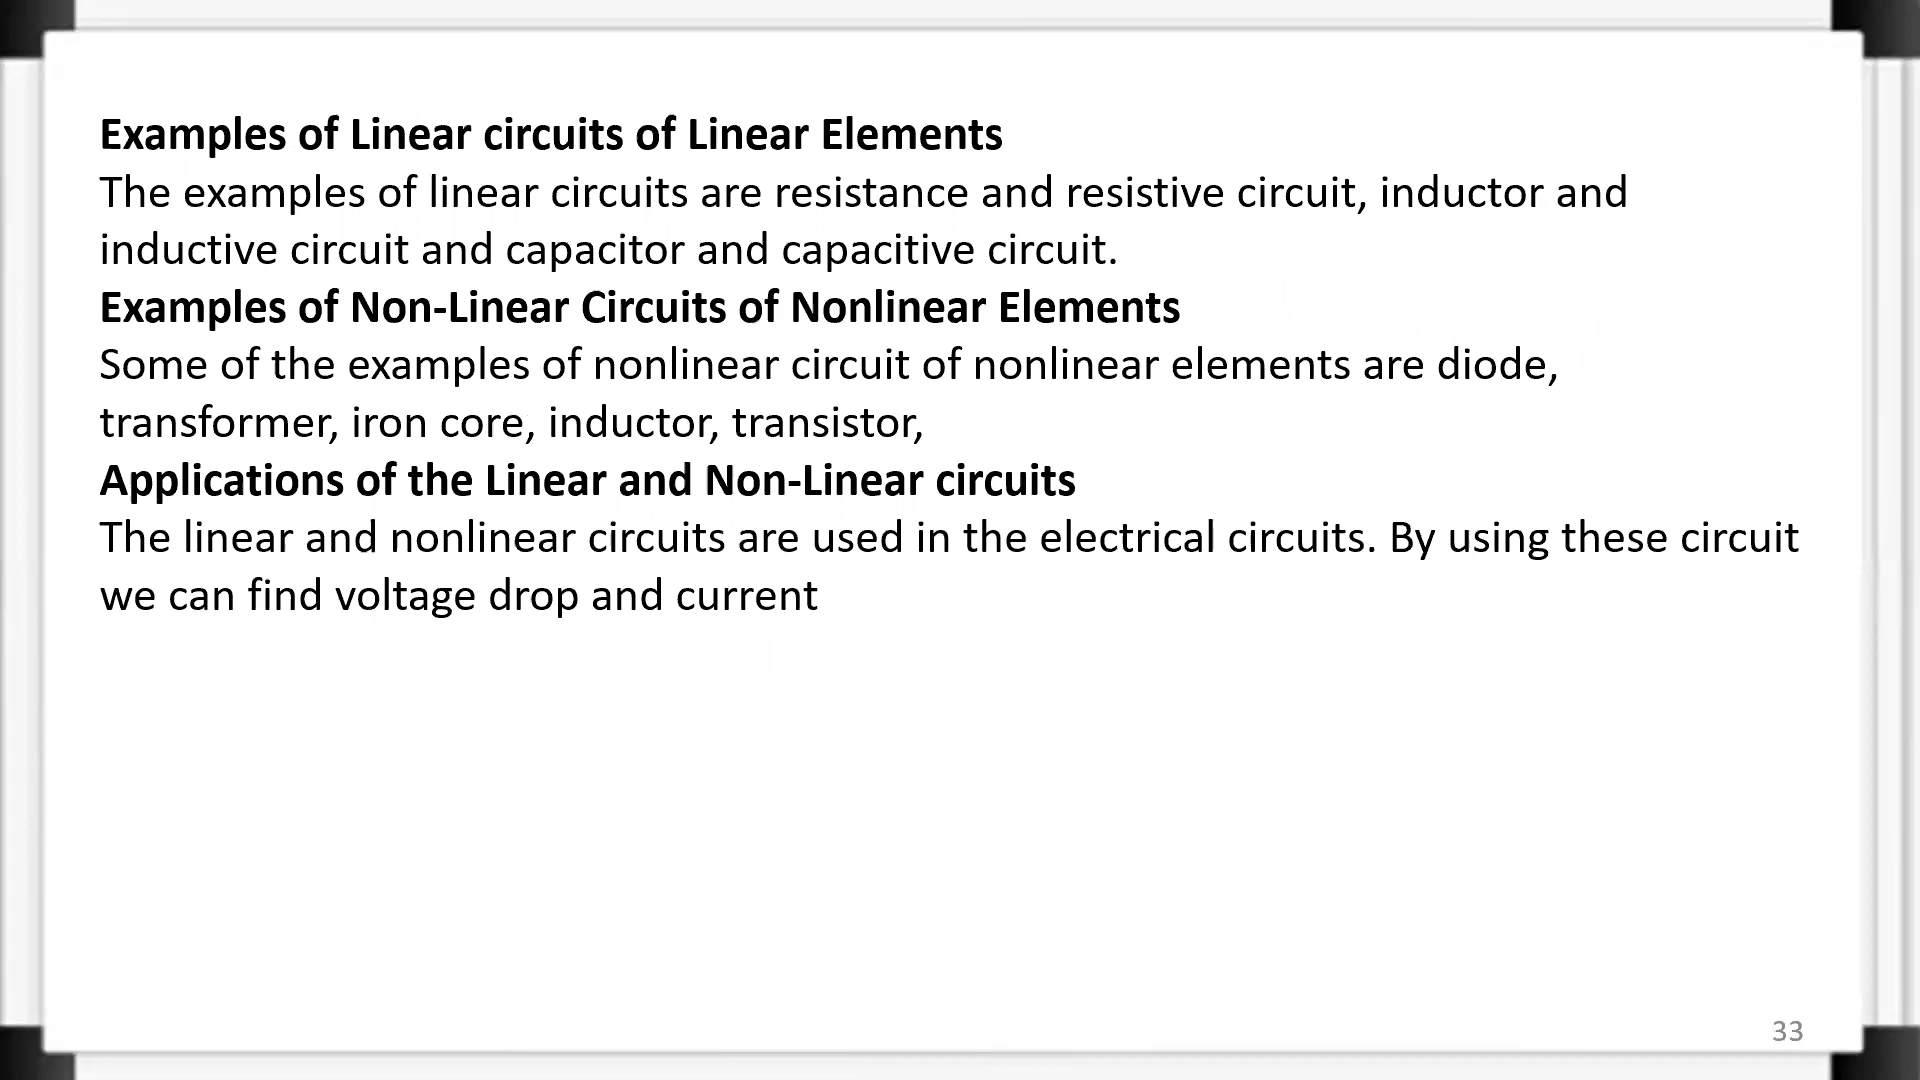 Examples of Linear circuits of Linear Elements
The examples of linear circuits are resistance and resistive circuit, inductor and
inductive circuit and capacitor and capacitive circuit.
Examples of Non-Linear Circuits of Nonlinear Elements
Some of the examples of nonlinear circuit of nonlinear elements are diode,
transformer, iron core, inductor, transistor,
Applications of the Linear and Non-Linear circuits
The linear and nonlinear circuits are used in the electrical circuits. By using these circuit
we can find voltage drop and current
33